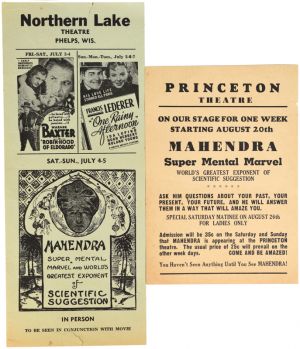 Northern Lake
THEATRE
PHELPS, WIS.
FRI.-SAT., JULY 3-4
Sun.-Mon.-Tues., July 5-6-7
BAXTER
ROBIN HOOD
OF ELDORADO
Francis
LEDERER
One Rainy
Afternoon
SAT.-SUN., JULY 4-5
MAHENDRA
SUPER MENTAL
MARVEL AND WORLD'S
GREATEST EXPONENT
of
SCIENTIFIC
SUGGESTION
IN PERSON
TO BE SEEN IN CONJUNCTION WITH MOVIE
PRINCETON
THEATRE
ON OUR STAGE FOR ONE WEEK
STARTING AUGUST 20th
MAHENDRA
Super Mental Marvel
WORLD'S GREATEST EXPONENT OF
SCIENTIFIC SUGGESTION
ASK HIM QUESTIONS ABOUT YOUR PAST, YOUR
PRESENT, YOUR FUTURE, AND HE WILL ANSWER
THEM IN A WAY THAT WILL AMAZE YOU.
SPECIAL SATURDAY MATINEE ON AUGUST 26th
FOR LADIES ONLY
Admission will be 35c on the Saturday and Sunday
that MAHENDRA is appearing at the PRINCETON
theatre. The usual price of 25c will prevail on the
other week days. COME AND BE AMAZED!
You Haven't Seen Anything Until You See MAHENDRA!